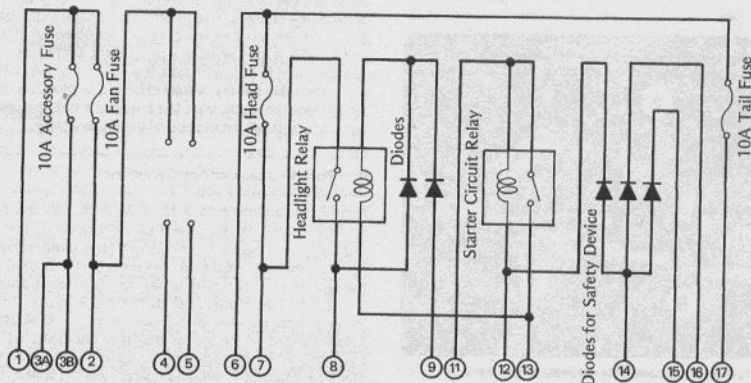 10A Accessory Fuse
10A Fan Fuse
10A Head Fuse
Headlight Relay
Diodes
Starter Circuit Relay
Diodes for Safety Device
10A Tail Fuse
1 3A 3B 2 4 5 6 7 8 9 11 12 13 14 15 16 17